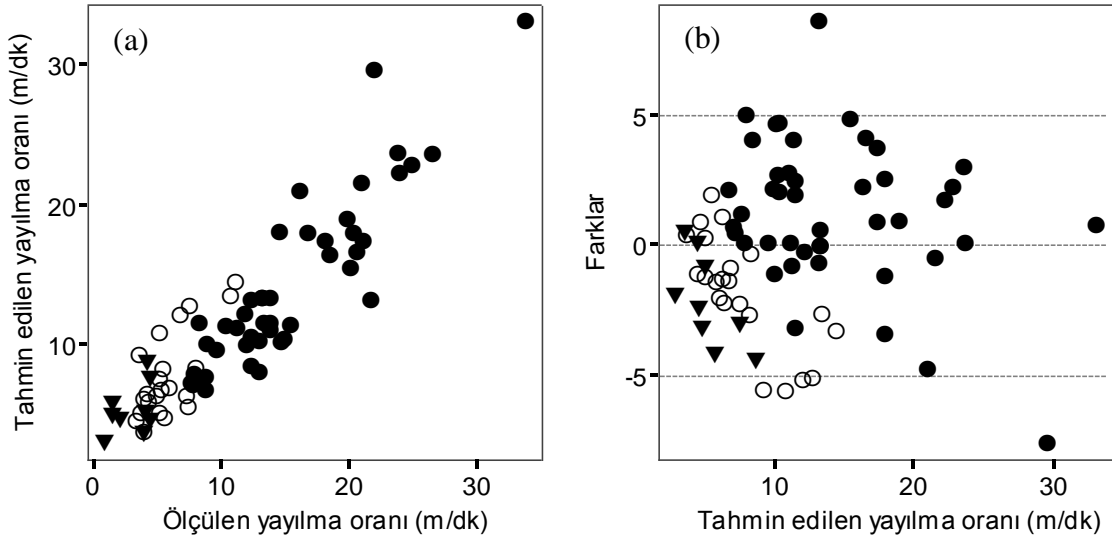 (a)
Tahmin edilen yayılma oranı (m/dk)
30
20
10
0
10
20
30
Ölçülen yayılma oranı (m/dk)
(b)
Farklar
5
0
-5
10
20
30
Tahmin edilen yayılma oranı (m/dk)